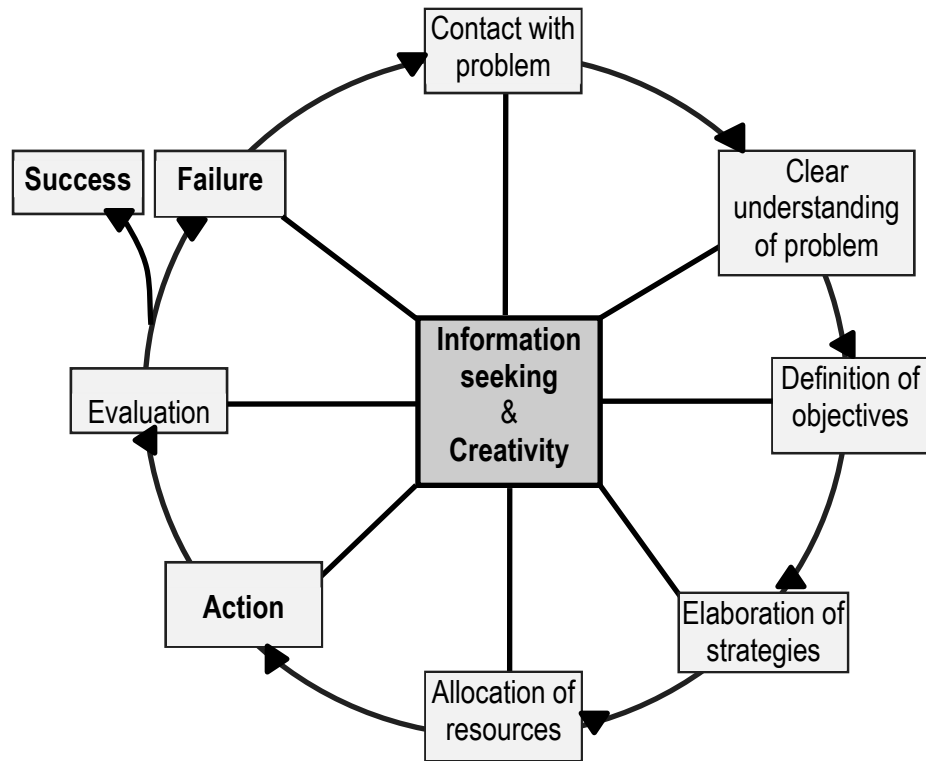 Contact with
problem
Success
Failure
Clear
understanding
of problem
Information
seeking
&
Creativity
Definition of
objectives
Evaluation
Action
Elaboration of
strategies
Allocation of
resources